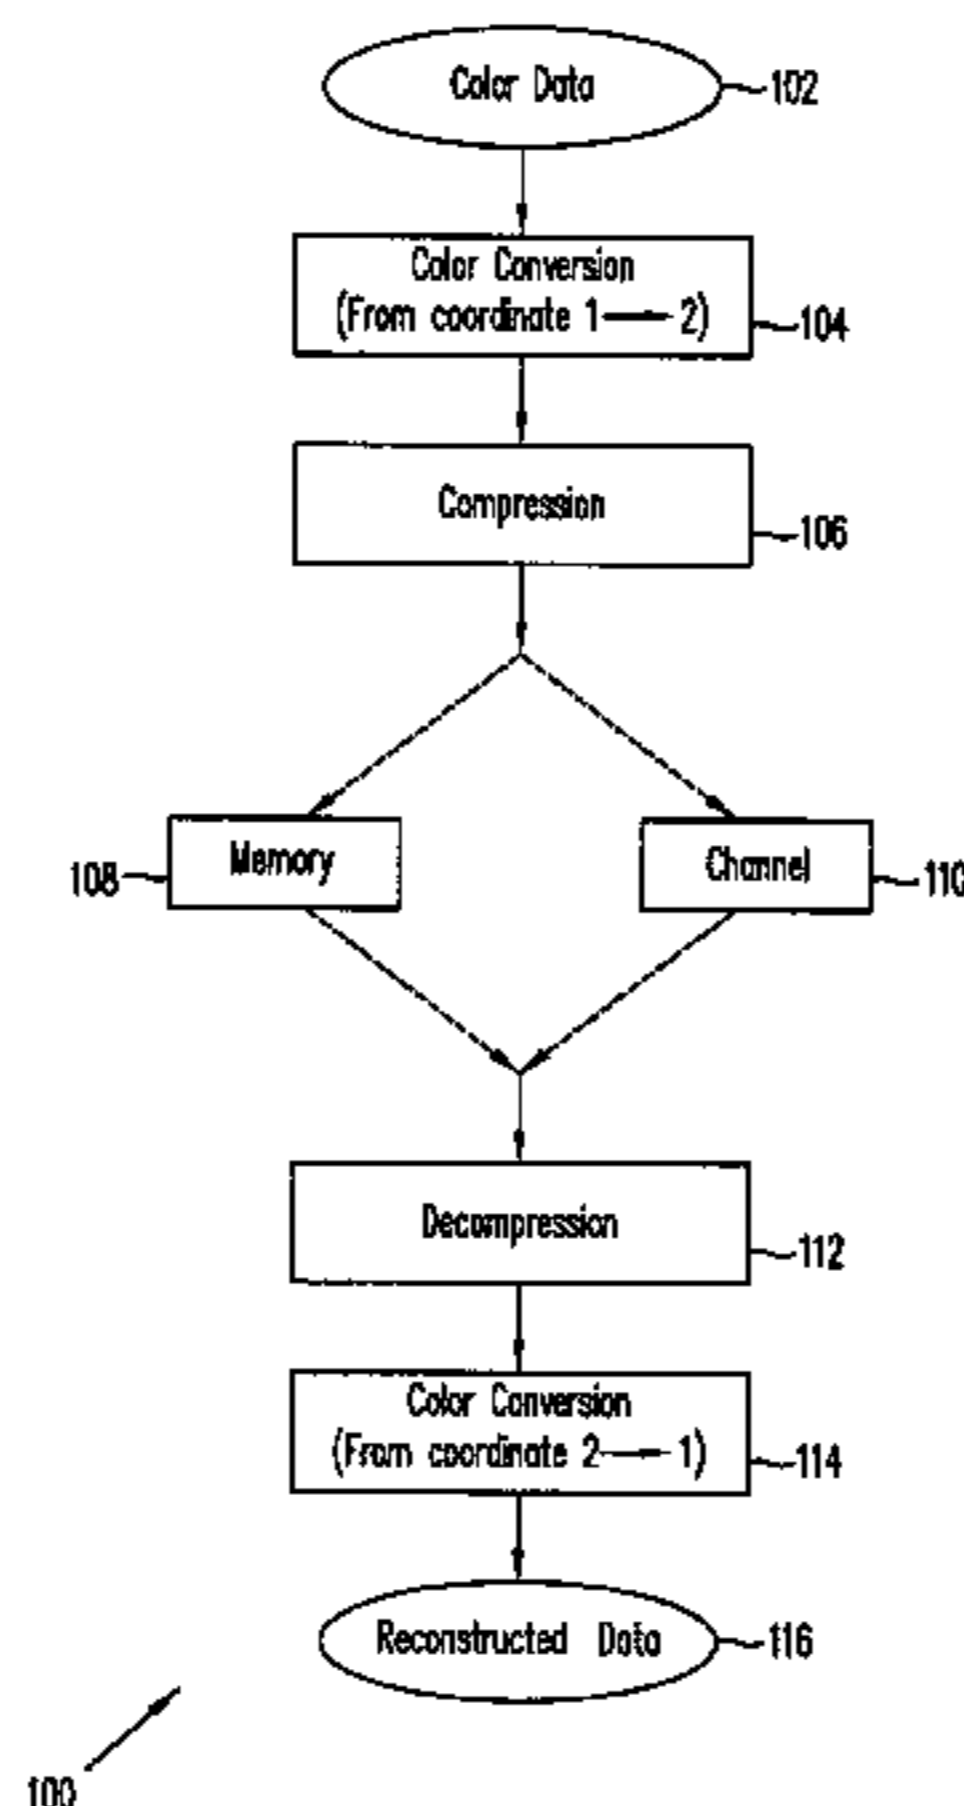 Color Data
102
Color Conversion
(From coordinate 1 → 2)
104
Compression
106
Memory
108
Channel
110
Decompression
112
Color Conversion
(From coordinate 2 → 1)
114
Reconstructed Data
116
100